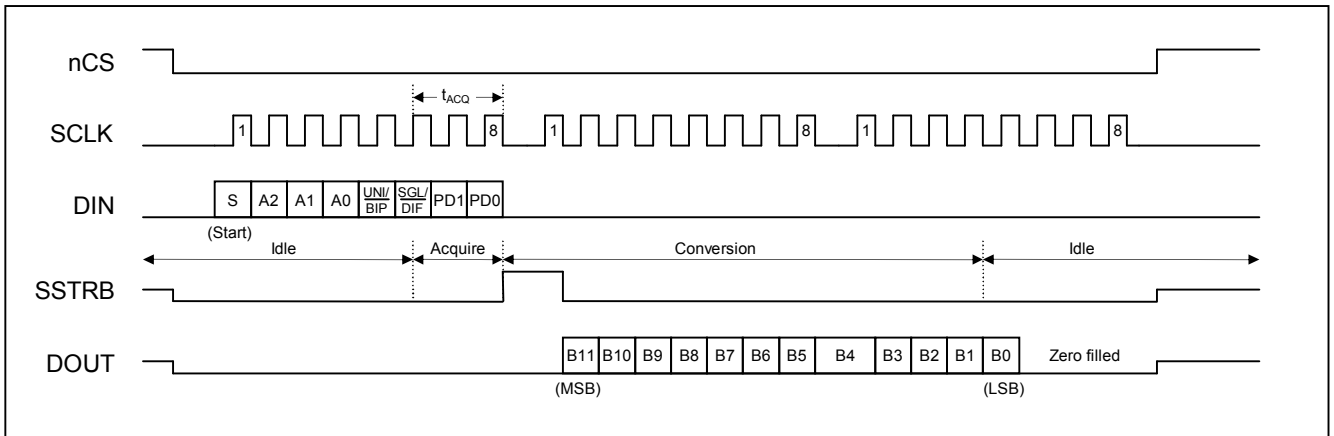 nCS
tACQ
SCLK 1 8 1 8 1 8
DIN S A2 A1 A0 UNI/BIP SGL/DIF PD1 PD0
(Start)
Idle Acquire Conversion Idle
SSTRB
DOUT B11 B10 B9 B8 B7 B6 B5 B4 B3 B2 B1 B0 Zero filled
(MSB) (LSB)